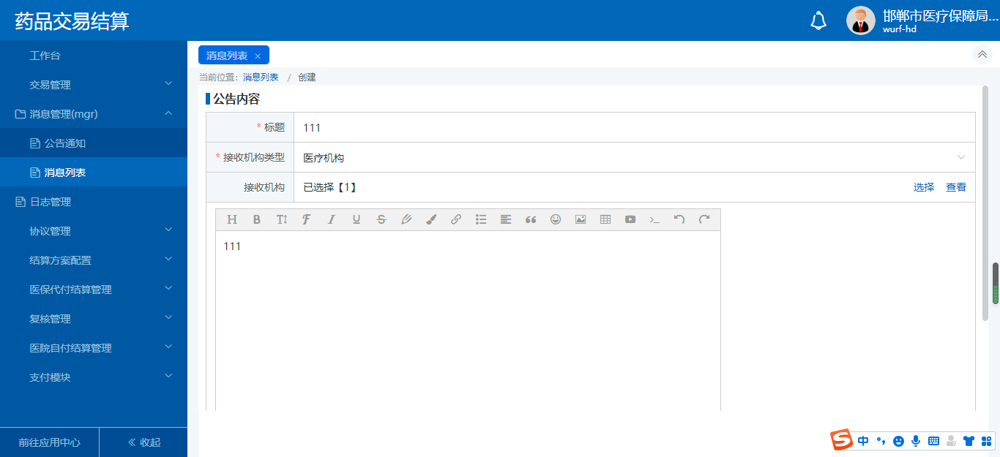 药品交易结算
邯郸市医疗保障局...
wurf-hd
工作台
交易管理
消息管理(mgr)
公告通知
消息列表
日志管理
协议管理
结算方案配置
医保代付结算管理
复核管理
医院自付结算管理
支付模块
前往应用中心
收起
消息列表 ×
当前位置: 消息列表 / 创建
公告内容
* 标题 111
* 接收机构类型 医疗机构
接收机构 已选择【1】 选择 查看
H B T F I U S
111
S 中